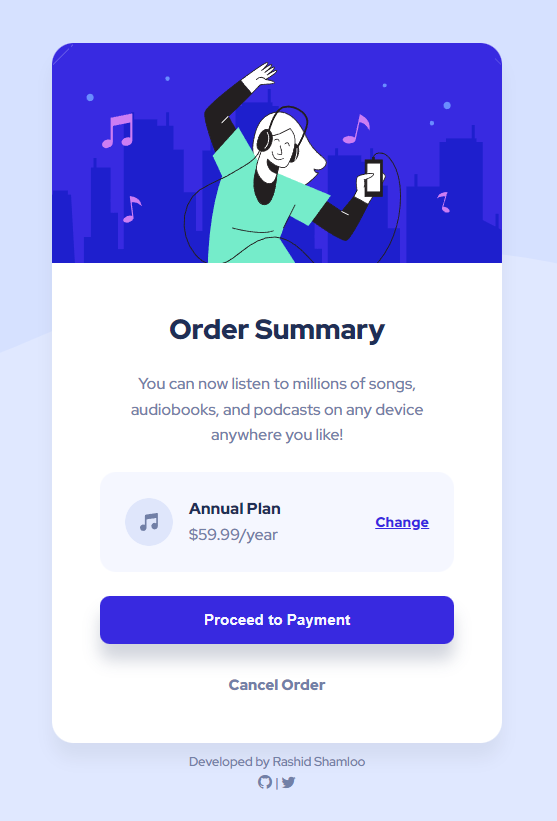 Order Summary
You can now listen to millions of songs,
audiobooks, and podcasts on any device
anywhere you like!
Annual Plan
$59.99/year
Change
Proceed to Payment
Cancel Order
Developed by Rashid Shamloo
|